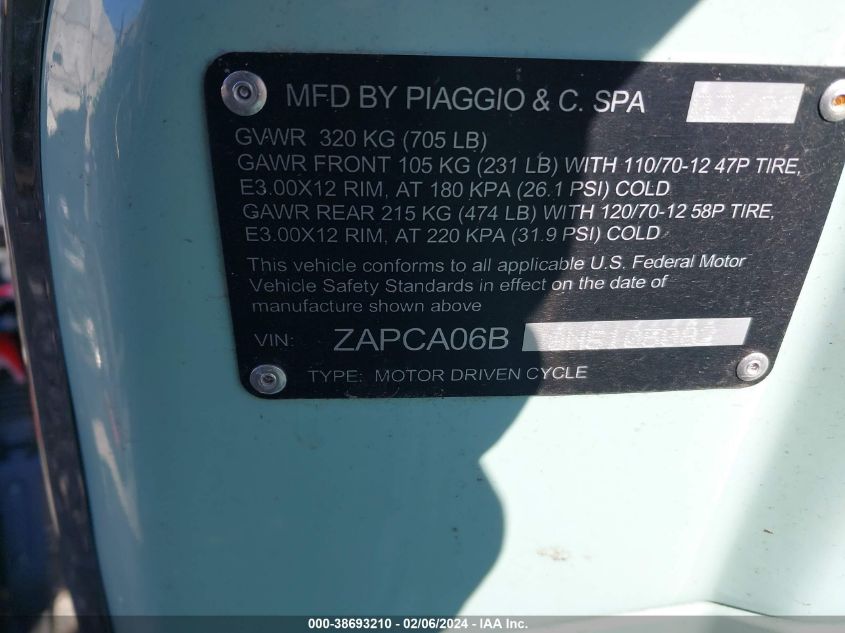 MFD BY PIAGGIO & C. SPA
GVWR 320 KG (705 LB)
GAWR FRONT 105 KG (231 LB) WITH 110/70-12 47P TIRE,
E3.00X12 RIM, AT 180 KPA (26.1 PSI) COLD
GAWR REAR 215 KG (474 LB) WITH 120/70-12 58P TIRE,
E3.00X12 RIM, AT 220 KPA (31.9 PSI) COLD
This vehicle conforms to all applicable U.S. Federal Motor
Vehicle Safety Standards in effect on the date of
manufacture shown above
VIN: ZAPCA06B
TYPE: MOTOR DRIVEN CYCLE
000-38693210 - 02/06/2024 - IAA Inc.